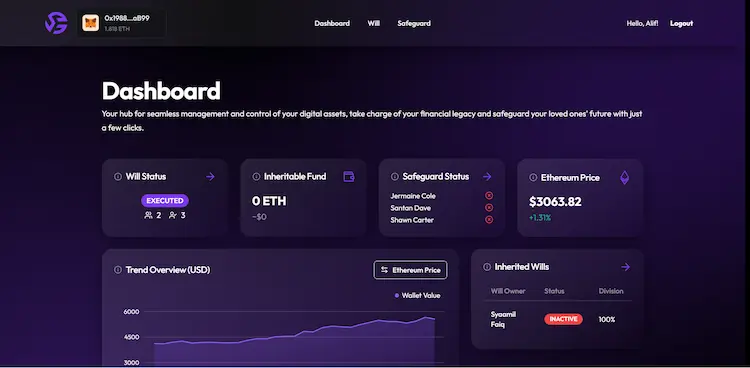 0x1988...aB99
1.618 ETH
Dashboard
Will
Safeguard
Hello, Alif!
Logout
Dashboard
Your hub for seamless management and control of your digital assets, take charge of your financial legacy and safeguard your loved ones' future with just
a few clicks.
Will Status
EXECUTED
2
3
Inheritable Fund
0 ETH
~$0
Safeguard Status
Jermaine Cole
Santan Dave
Shawn Carter
Ethereum Price
$3063.82
+1.31%
Trend Overview (USD)
Ethereum Price
Wallet Value
6000
4500
3000
Inherited Wills
Will Owner
Status
Division
Syaamil
Faiq
INACTIVE
100%